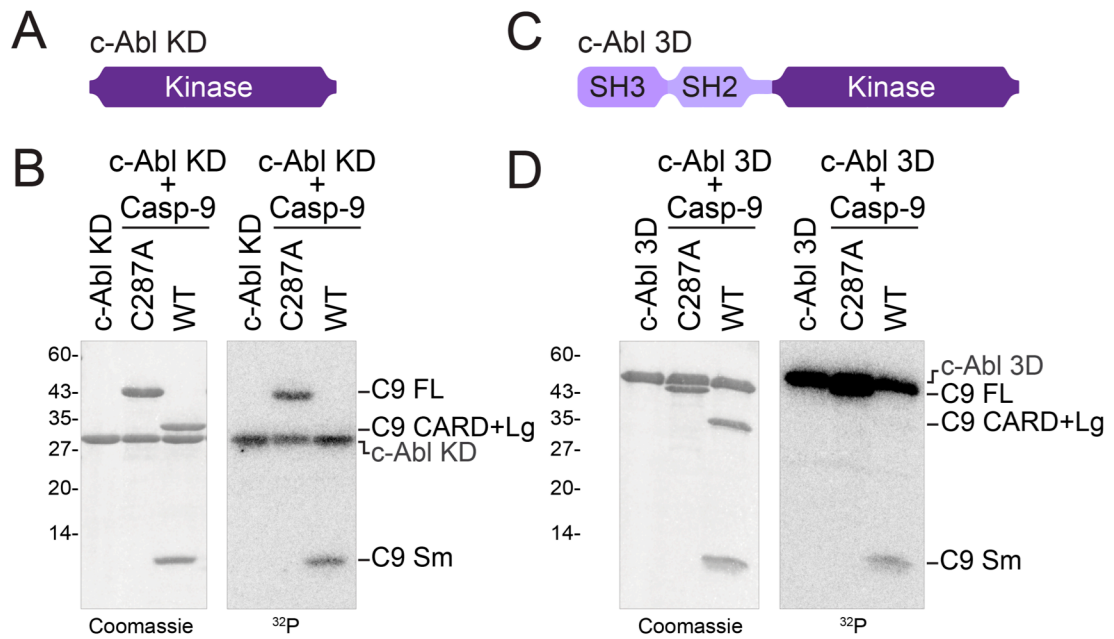 A
c-Abl KD
Kinase
C
c-Abl 3D
SH3
SH2
Kinase
B
c-Abl KD
+
Casp-9
c-Abl KD
C287A
WT
c-Abl KD
+
Casp-9
c-Abl KD
C287A
WT
60-
43-
35-
27-
20-
14-
C9 FL
C9 CARD+Lg
c-Abl KD
C9 Sm
Coomassie
32P
D
c-Abl 3D
+
Casp-9
c-Abl 3D
C287A
WT
c-Abl 3D
+
Casp-9
c-Abl 3D
C287A
WT
60-
43-
35-
27-
20-
14-
c-Abl 3D
C9 FL
C9 CARD+Lg
C9 Sm
Coomassie
32P